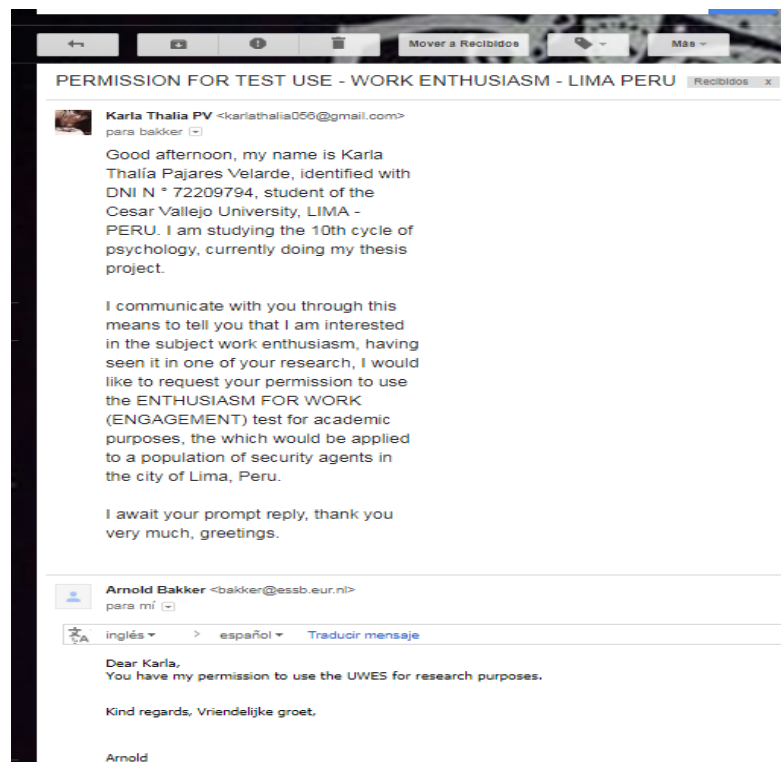 Mover a Recibidos
Más
PERMISSION FOR TEST USE - WORK ENTHUSIASM - LIMA PERU Recibidos x
Karla Thalia PV <karlathalia056@gmail.com>
para bakker
Good afternoon, my name is Karla
Thalía Pajares Velarde, identified with
DNI N ° 72209794, student of the
Cesar Vallejo University, LIMA -
PERU. I am studying the 10th cycle of
psychology, currently doing my thesis
project.
I communicate with you through this
means to tell you that I am interested
in the subject work enthusiasm, having
seen it in one of your research, I would
like to request your permission to use
the ENTHUSIASM FOR WORK
(ENGAGEMENT) test for academic
purposes, the which would be applied
to a population of security agents in
the city of Lima, Peru.
I await your prompt reply, thank you
very much, greetings.
Arnold Bakker <bakker@essb.eur.nl>
para mí
inglés > español Traducir mensaje
Dear Karla,
You have my permission to use the UWES for research purposes.
Kind regards, Vriendelijke groet,
Arnold